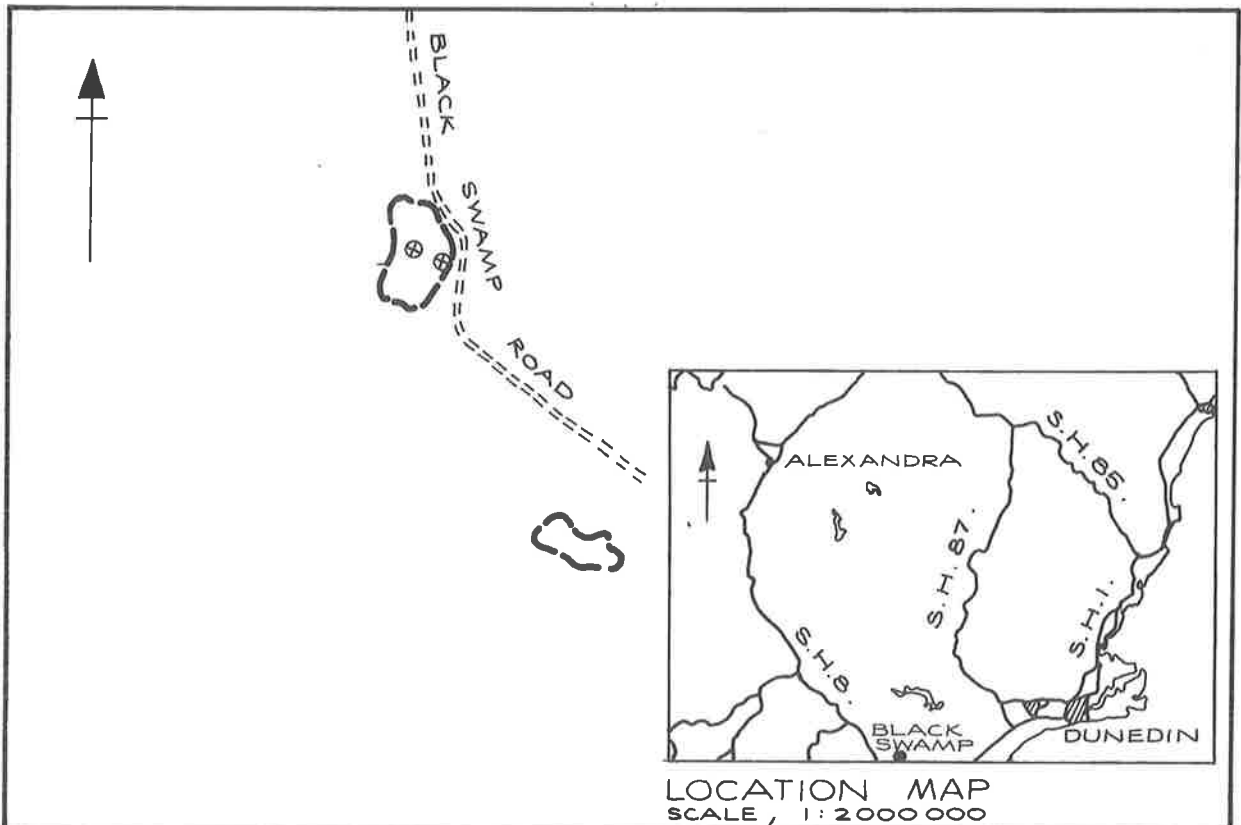 BLACK
SWAMP
ROAD
ALEXANDRA
S.H.85.
S.H.87.
S.H.1.
S.H.8.
BLACK
SWAMP
DUNEDIN
LOCATION MAP
SCALE, 1:2000000